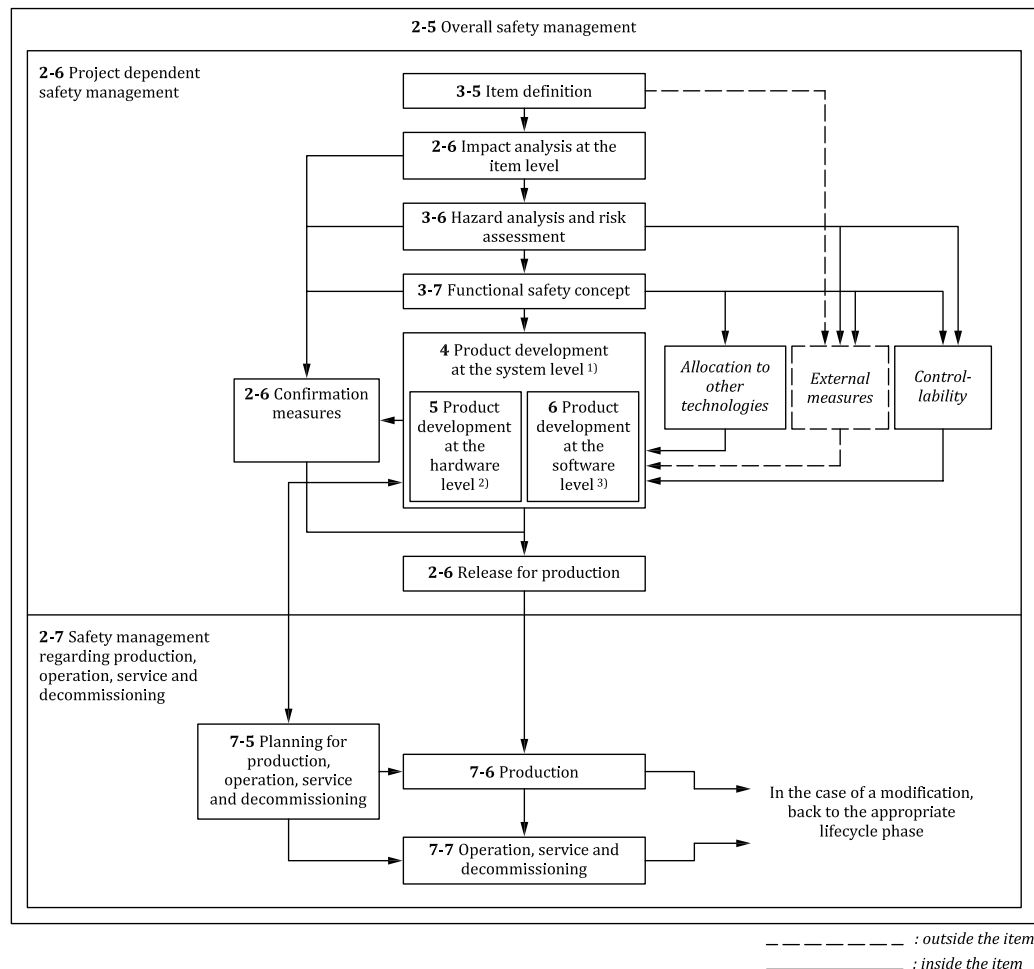 2-5 Overall safety management
2-6 Project dependent
safety management
3-5 Item definition
2-6 Impact analysis at the
item level
3-6 Hazard analysis and risk
assessment
3-7 Functional safety concept
4 Product development
at the system level 1)
5 Product
development
at the
hardware
level 2)
6 Product
development
at the
software
level 3)
2-6 Confirmation
measures
Allocation to
other
technologies
External
measures
Control-
lability
2-6 Release for production
2-7 Safety management
regarding production,
operation, service and
decommissioning
7-5 Planning for
production,
operation, service
and decommissioning
7-6 Production
7-7 Operation, service and
decommissioning
In the case of a modification,
back to the appropriate
lifecycle phase
: outside the item
: inside the item